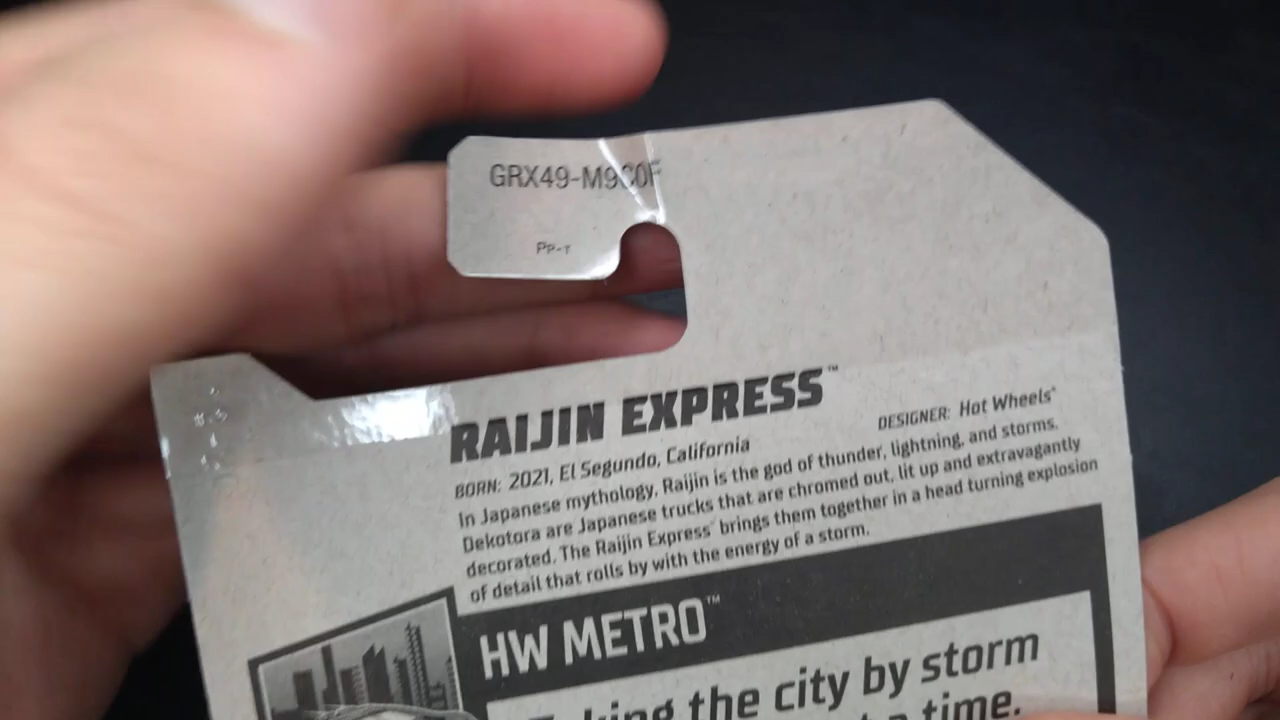 GRX49-M9C0F
PP-T
RAIJIN EXPRESS™
DESIGNER: Hot Wheels®
BORN: 2021, El Segundo, California
In Japanese mythology, Raijin is the god of thunder, lightning, and storms.
Dekotora are Japanese trucks that are chromed out, lit up and extravagantly
decorated. The Raijin Express™ brings them together in a head turning explosion
of detail that rolls by with the energy of a storm.
HW METRO™
the city by storm
time.